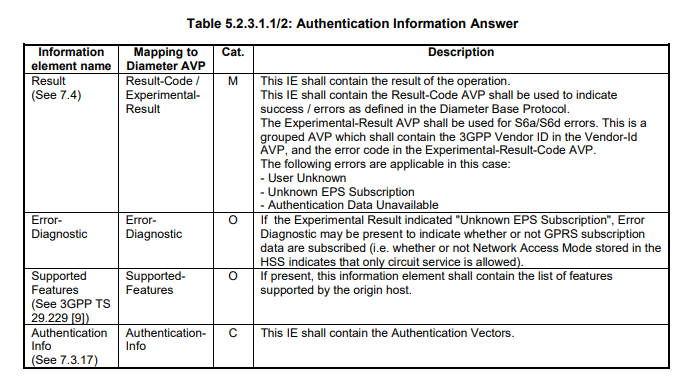 Table 5.2.3.1.1/2: Authentication Information Answer
Information element name | Mapping to Diameter AVP | Cat. | Description
Result
(See 7.4)
Result-Code /
Experimental-
Result
M
This IE shall contain the result of the operation.
This IE shall contain the Result-Code AVP shall be used to indicate
success / errors as defined in the Diameter Base Protocol.
The Experimental-Result AVP shall be used for S6a/S6d errors. This is a
grouped AVP which shall contain the 3GPP Vendor ID in the Vendor-Id
AVP, and the error code in the Experimental-Result-Code AVP.
The following errors are applicable in this case:
- User Unknown
- Unknown EPS Subscription
- Authentication Data Unavailable
Error-
Diagnostic
Error-
Diagnostic
O
If the Experimental Result indicated "Unknown EPS Subscription", Error
Diagnostic may be present to indicate whether or not GPRS subscription
data are subscribed (i.e. whether or not Network Access Mode stored in the
HSS indicates that only circuit service is allowed).
Supported
Features
(See 3GPP TS
29.229 [9])
Supported-
Features
O
If present, this information element shall contain the list of features
supported by the origin host.
Authentication
Info
(See 7.3.17)
Authentication-
Info
C
This IE shall contain the Authentication Vectors.